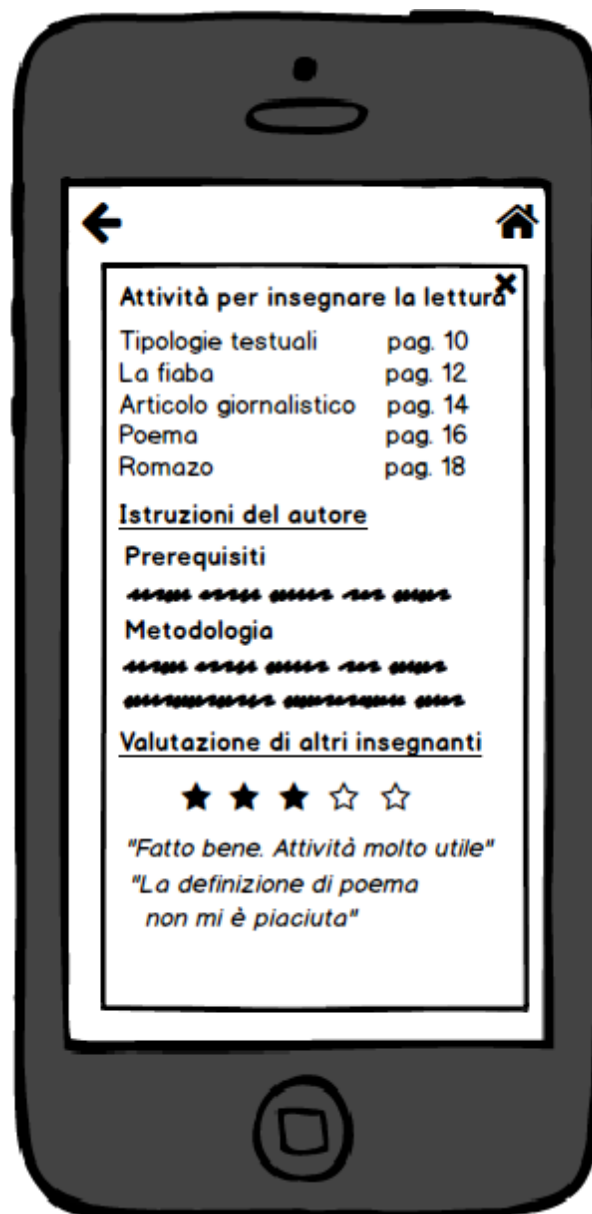 Attività per insegnare la lettura
Tipologie testuali pag. 10
La fiaba pag. 12
Articolo giornalistico pag. 14
Poema pag. 16
Romazo pag. 18
Istruzioni del autore
Prerequisiti
Metodologia
Valutazione di altri insegnanti
"Fatto bene. Attività molto utile"
"La definizione di poema
non mi è piaciuta"